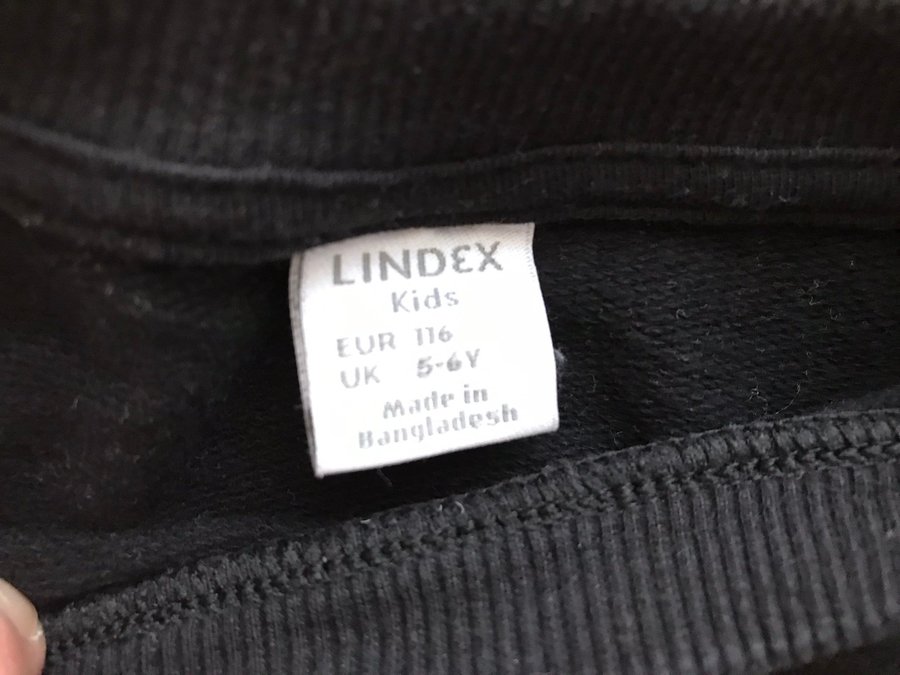 LINDEX
Kids
EUR 116
UK 5-6Y
Made in
Bangladesh